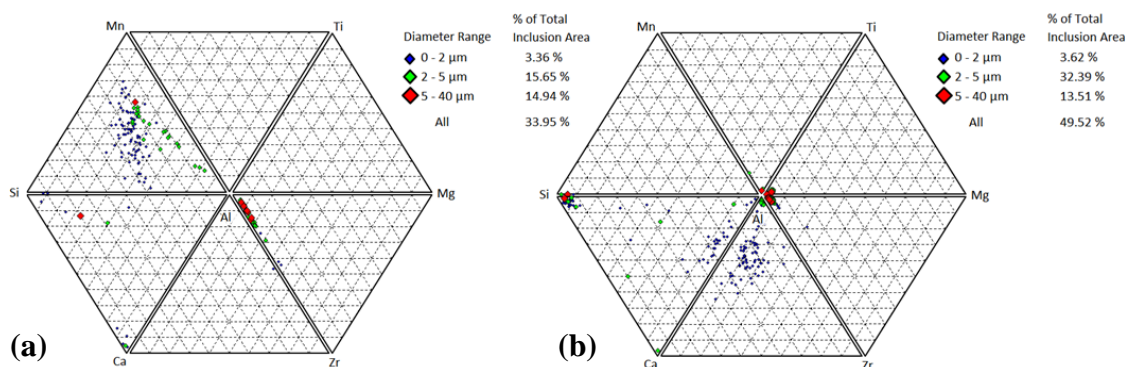 Mn
Ti
Si
Mg
Al
Ca
Zr
(a)
Diameter Range
% of Total
Inclusion Area
0 - 2 µm 3.36 %
2 - 5 µm 15.65 %
5 - 40 µm 14.94 %
All 33.95 %
Mn
Ti
Si
Mg
Al
Ca
Zr
(b)
Diameter Range
% of Total
Inclusion Area
0 - 2 µm 3.62 %
2 - 5 µm 32.39 %
5 - 40 µm 13.51 %
All 49.52 %